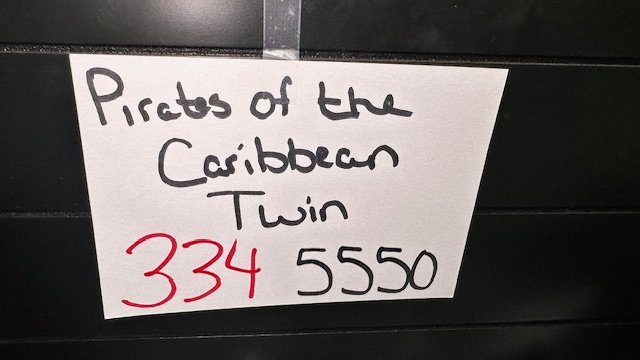 Pirates of the
Caribbean
Twin
334 5550